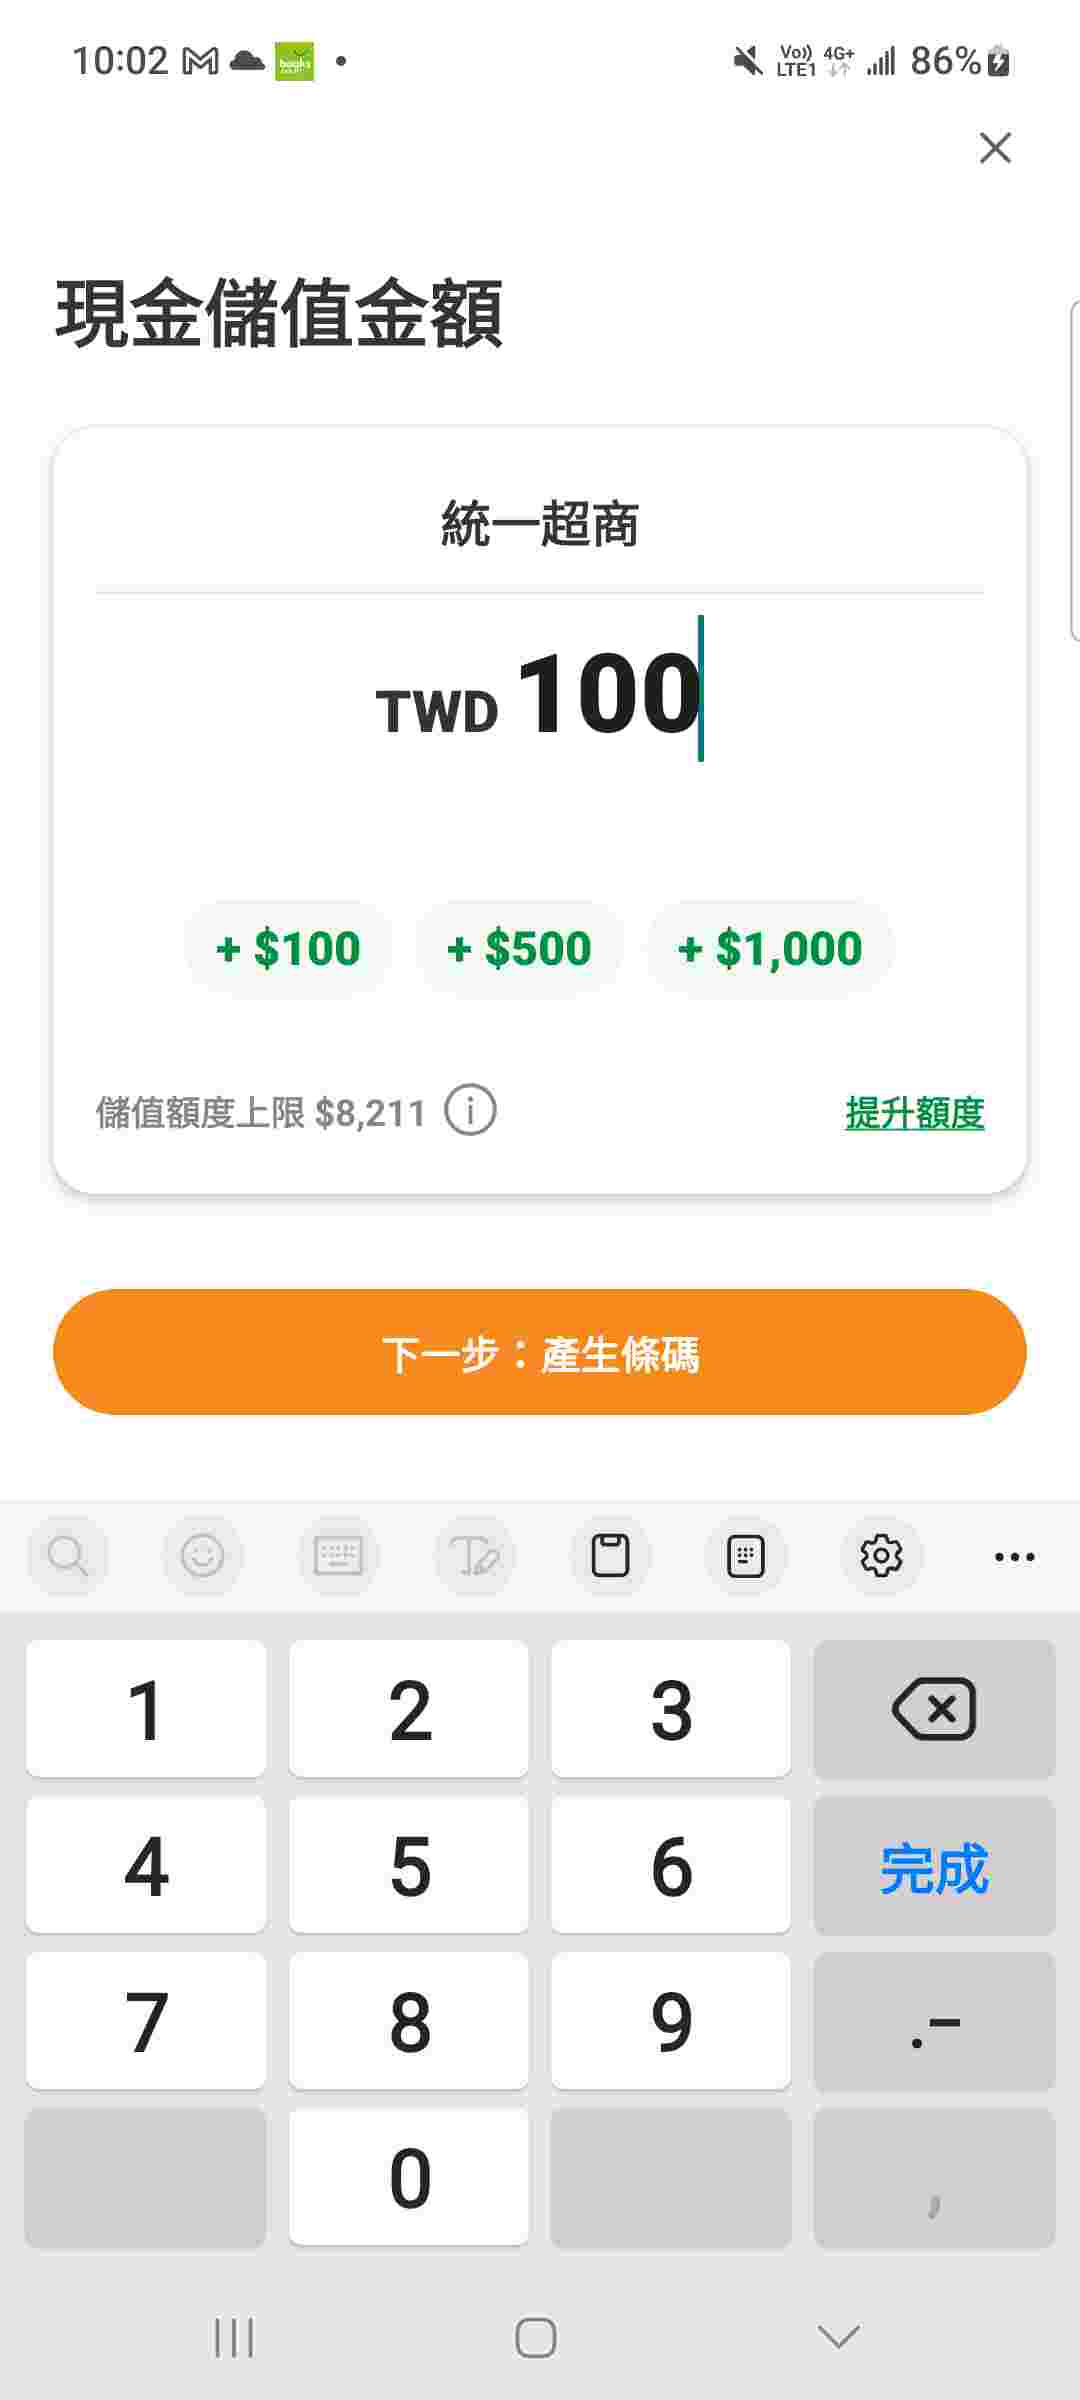 10:02 books Vo)) LTE1 4G+ 86%
現金儲值金額
統一超商
TWD 100
+ $100 + $500 + $1,000
儲值額度上限 $8,211 提升額度
下一步：產生條碼
1 2 3
4 5 6 完成
7 8 9 .-
0 ,